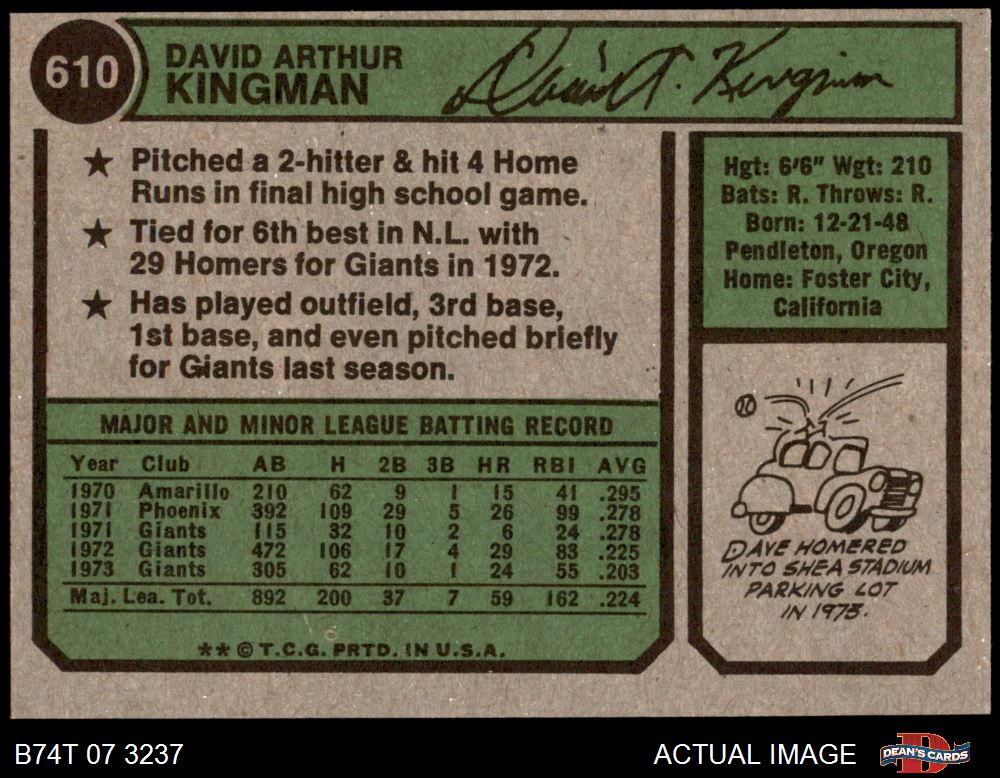 610
DAVID ARTHUR
KINGMAN
David A. Kingman
★ Pitched a 2-hitter & hit 4 Home
Runs in final high school game.
★ Tied for 6th best in N.L. with
29 Homers for Giants in 1972.
★ Has played outfield, 3rd base,
1st base, and even pitched briefly
for Giants last season.
Hgt: 6'6" Wgt: 210
Bats: R. Throws: R.
Born: 12-21-48
Pendleton, Oregon
Home: Foster City,
California
MAJOR AND MINOR LEAGUE BATTING RECORD
Year Club AB H 2B 3B HR RBI AVG
1970 Amarillo 210 62 9 1 15 41 .295
1971 Phoenix 392 109 29 5 26 99 .278
1971 Giants 115 32 10 2 6 24 .278
1972 Giants 472 106 17 4 29 83 .225
1973 Giants 305 62 10 1 24 55 .203
Maj. Lea. Tot. 892 200 37 7 59 162 .224
** © T.C.G. PRTD. IN U.S.A.
DAVE HOMERED
INTO SHEA STADIUM
PARKING LOT
IN 1973.
B74T 07 3237
ACTUAL IMAGE
DEAN'S CARDS